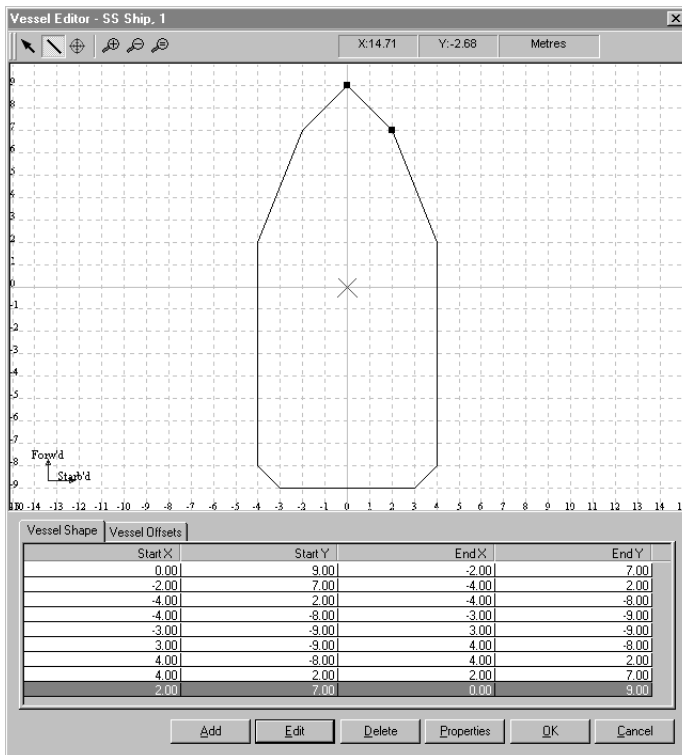 Vessel Editor - SS Ship, 1
X:14.71 Y:-2.68 Metres
9
8
7
6
5
4
3
2
1
0
-1
-2
-3
-4
-5
-6
-7
-8
-9
Forw'd
Starb'd
-14 -13 -12 -11 -10 -9 -8 -7 -6 -5 -4 -3 -2 -1 0 1 2 3 4 5 6 7 8 9 10 11 12 13 14
Vessel Shape Vessel Offsets
Start X Start Y End X End Y
0.00 9.00 -2.00 7.00
-2.00 7.00 -4.00 2.00
-4.00 2.00 -4.00 -8.00
-4.00 -8.00 -3.00 -9.00
-3.00 -9.00 3.00 -9.00
3.00 -9.00 4.00 -8.00
4.00 -8.00 4.00 2.00
4.00 2.00 2.00 7.00
2.00 7.00 0.00 9.00
Add Edit Delete Properties OK Cancel